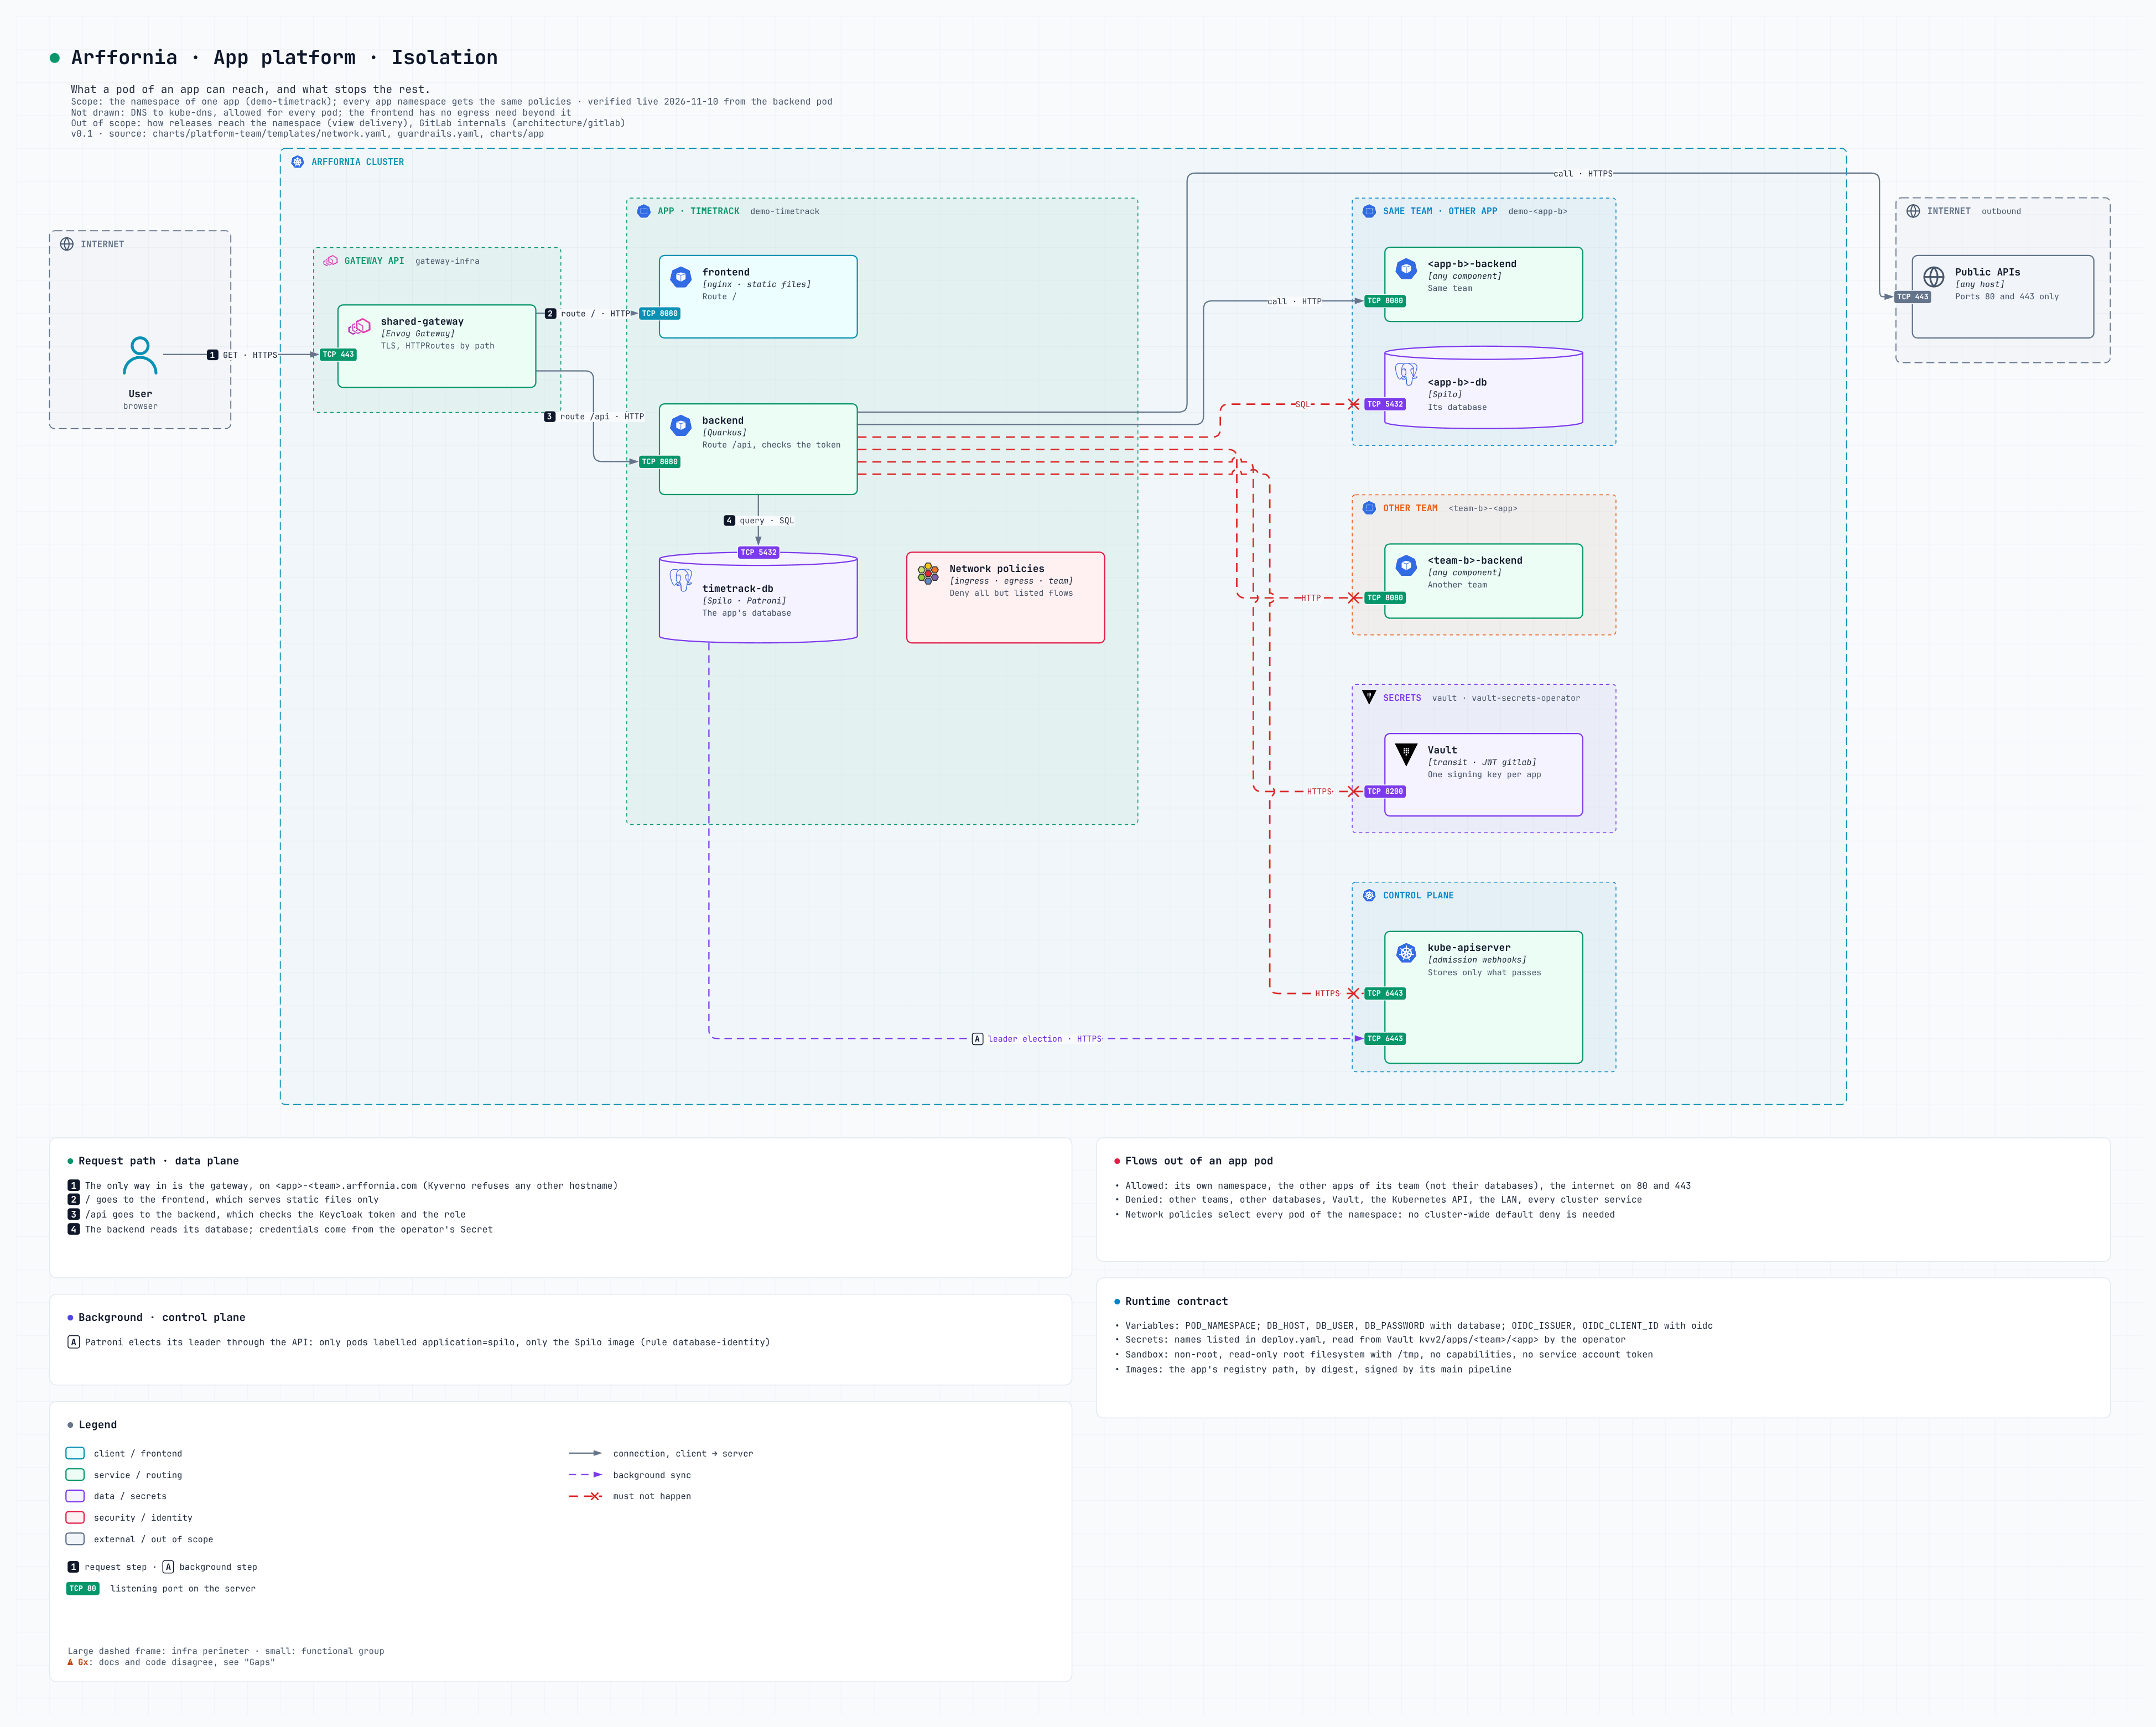 Arffornia · App platform · Isolation
What a pod of an app can reach, and what stops the rest.
Scope: the namespace of one app (demo-timetrack); every app namespace gets the same policies · verified live 2026-11-10 from the backend pod
Not drawn: DNS to kube-dns, allowed for every pod; the frontend has no egress need beyond it
Out of scope: how releases reach the namespace (view delivery), GitLab internals (architecture/gitlab)
v0.1 · source: charts/platform-team/templates/network.yaml, guardrails.yaml, charts/app
ARFFORNIA CLUSTER
call · HTTPS
INTERNET
User
browser
1 GET · HTTPS
GATEWAY API gateway-infra
shared-gateway
[Envoy Gateway]
TLS, HTTPRoutes by path
TCP 443
2 route / · HTTP
3 route /api · HTTP
APP · TIMETRACK demo-timetrack
frontend
[nginx · static files]
Route /
TCP 8080
backend
[Quarkus]
Route /api, checks the token
TCP 8080
4 query · SQL
TCP 5432
timetrack-db
[Spilo · Patroni]
The app's database
Network policies
[ingress · egress · team]
Deny all but listed flows
SAME TEAM · OTHER APP demo-<app-b>
<app-b>-backend
[any component]
Same team
call · HTTP
TCP 8080
<app-b>-db
[Spilo]
Its database
SQL
TCP 5432
INTERNET outbound
Public APIs
[any host]
Ports 80 and 443 only
TCP 443
OTHER TEAM <team-b>-<app>
<team-b>-backend
[any component]
Another team
HTTP
TCP 8080
SECRETS vault · vault-secrets-operator
Vault
[transit · JWT gitlab]
One signing key per app
HTTPS
TCP 8200
CONTROL PLANE
kube-apiserver
[admission webhooks]
Stores only what passes
HTTPS
TCP 6443
A leader election · HTTPS
TCP 6443
Request path · data plane
1 The only way in is the gateway, on <app>-<team>.arffornia.com (Kyverno refuses any other hostname)
2 / goes to the frontend, which serves static files only
3 /api goes to the backend, which checks the Keycloak token and the role
4 The backend reads its database; credentials come from the operator's Secret
Background · control plane
A Patroni elects its leader through the API: only pods labelled application=spilo, only the Spilo image (rule database-identity)
Legend
client / frontend
service / routing
data / secrets
security / identity
external / out of scope
1 request step · A background step
TCP 80 listening port on the server
connection, client → server
background sync
must not happen
Large dashed frame: infra perimeter · small: functional group
Gx: docs and code disagree, see "Gaps"
Flows out of an app pod
• Allowed: its own namespace, the other apps of its team (not their databases), the internet on 80 and 443
• Denied: other teams, other databases, Vault, the Kubernetes API, the LAN, every cluster service
• Network policies select every pod of the namespace: no cluster-wide default deny is needed
Runtime contract
• Variables: POD_NAMESPACE; DB_HOST, DB_USER, DB_PASSWORD with database; OIDC_ISSUER, OIDC_CLIENT_ID with oidc
• Secrets: names listed in deploy.yaml, read from Vault kvv2/apps/<team>/<app> by the operator
• Sandbox: non-root, read-only root filesystem with /tmp, no capabilities, no service account token
• Images: the app's registry path, by digest, signed by its main pipeline